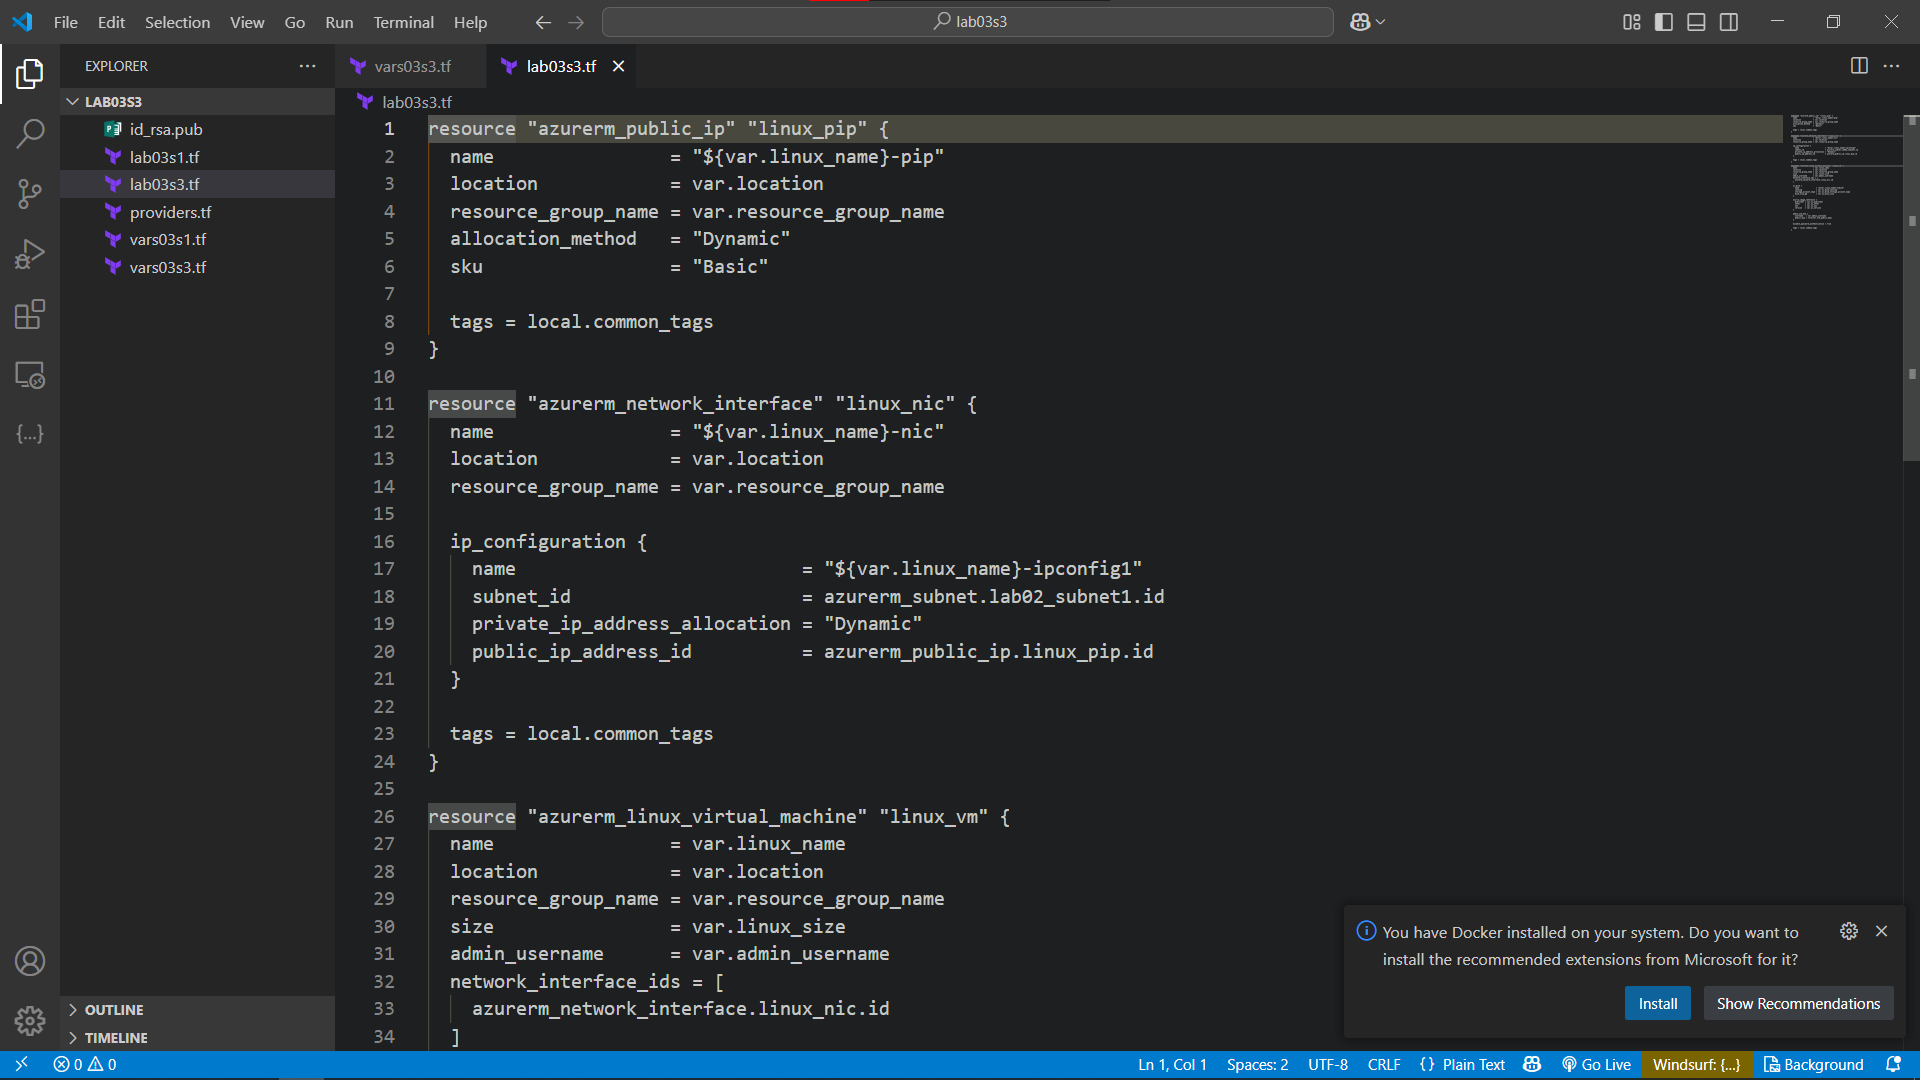 File Edit Selection View Go Run Terminal Help
lab03s3
EXPLORER
LAB03S3
id_rsa.pub
lab03s1.tf
lab03s3.tf
providers.tf
vars03s1.tf
vars03s3.tf
OUTLINE
TIMELINE
vars03s3.tf
lab03s3.tf
lab03s3.tf
1 resource "azurerm_public_ip" "linux_pip" {
2 name = "${var.linux_name}-pip"
3 location = var.location
4 resource_group_name = var.resource_group_name
5 allocation_method = "Dynamic"
6 sku = "Basic"
7
8 tags = local.common_tags
9 }
10
11 resource "azurerm_network_interface" "linux_nic" {
12 name = "${var.linux_name}-nic"
13 location = var.location
14 resource_group_name = var.resource_group_name
15
16 ip_configuration {
17 name = "${var.linux_name}-ipconfig1"
18 subnet_id = azurerm_subnet.lab02_subnet1.id
19 private_ip_address_allocation = "Dynamic"
20 public_ip_address_id = azurerm_public_ip.linux_pip.id
21 }
22
23 tags = local.common_tags
24 }
25
26 resource "azurerm_linux_virtual_machine" "linux_vm" {
27 name = var.linux_name
28 location = var.location
29 resource_group_name = var.resource_group_name
30 size = var.linux_size
31 admin_username = var.admin_username
32 network_interface_ids = [
33 azurerm_network_interface.linux_nic.id
34 ]
You have Docker installed on your system. Do you want to
install the recommended extensions from Microsoft for it?
Install
Show Recommendations
0 0
Ln 1, Col 1 Spaces: 2 UTF-8 CRLF {} Plain Text Go Live Windsurf: {...} Background